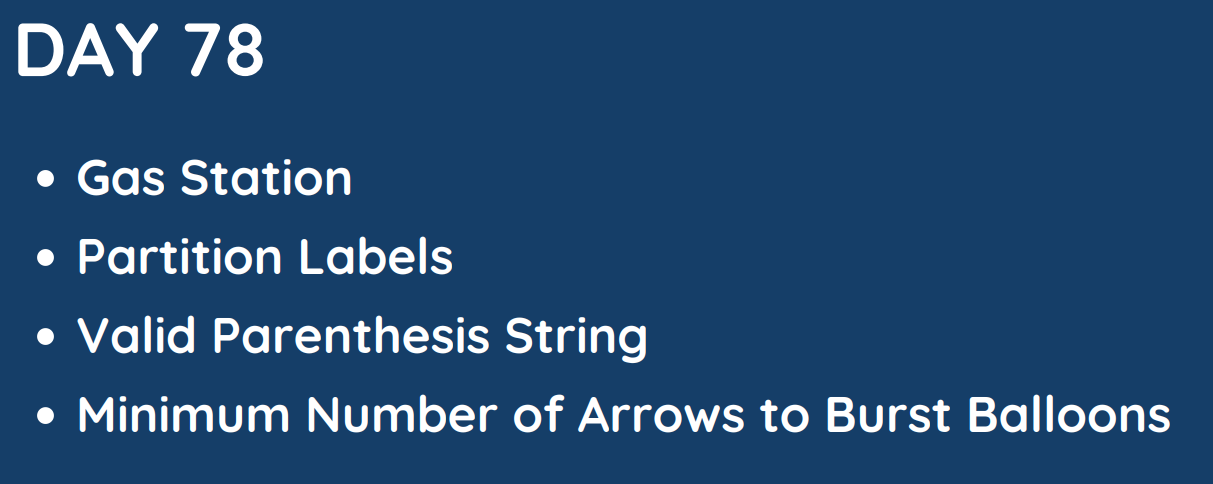 DAY 78
• Gas Station
• Partition Labels
• Valid Parenthesis String
• Minimum Number of Arrows to Burst Balloons